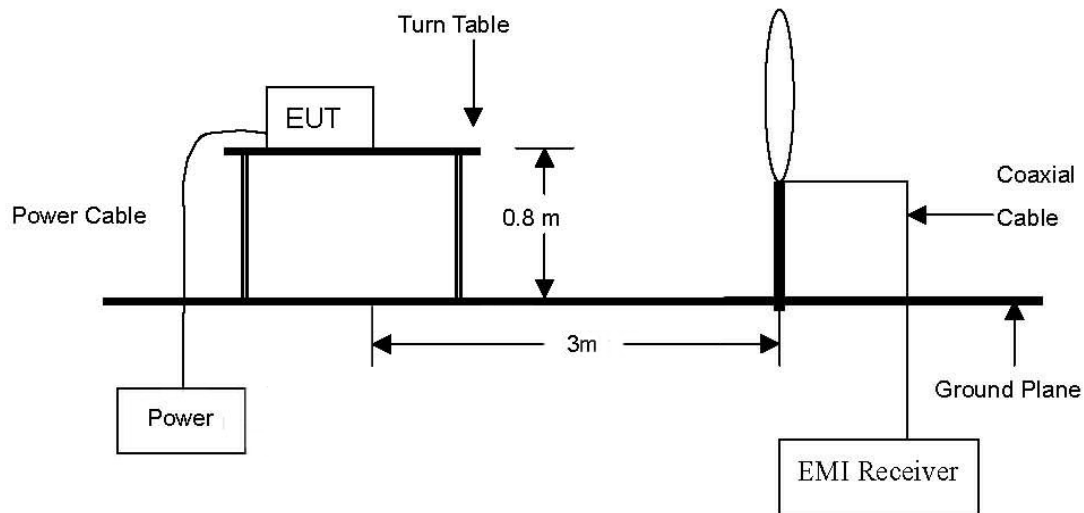 Turn Table
EUT
Power Cable
0.8 m
Coaxial
Cable
3m
Ground Plane
Power
EMI Receiver